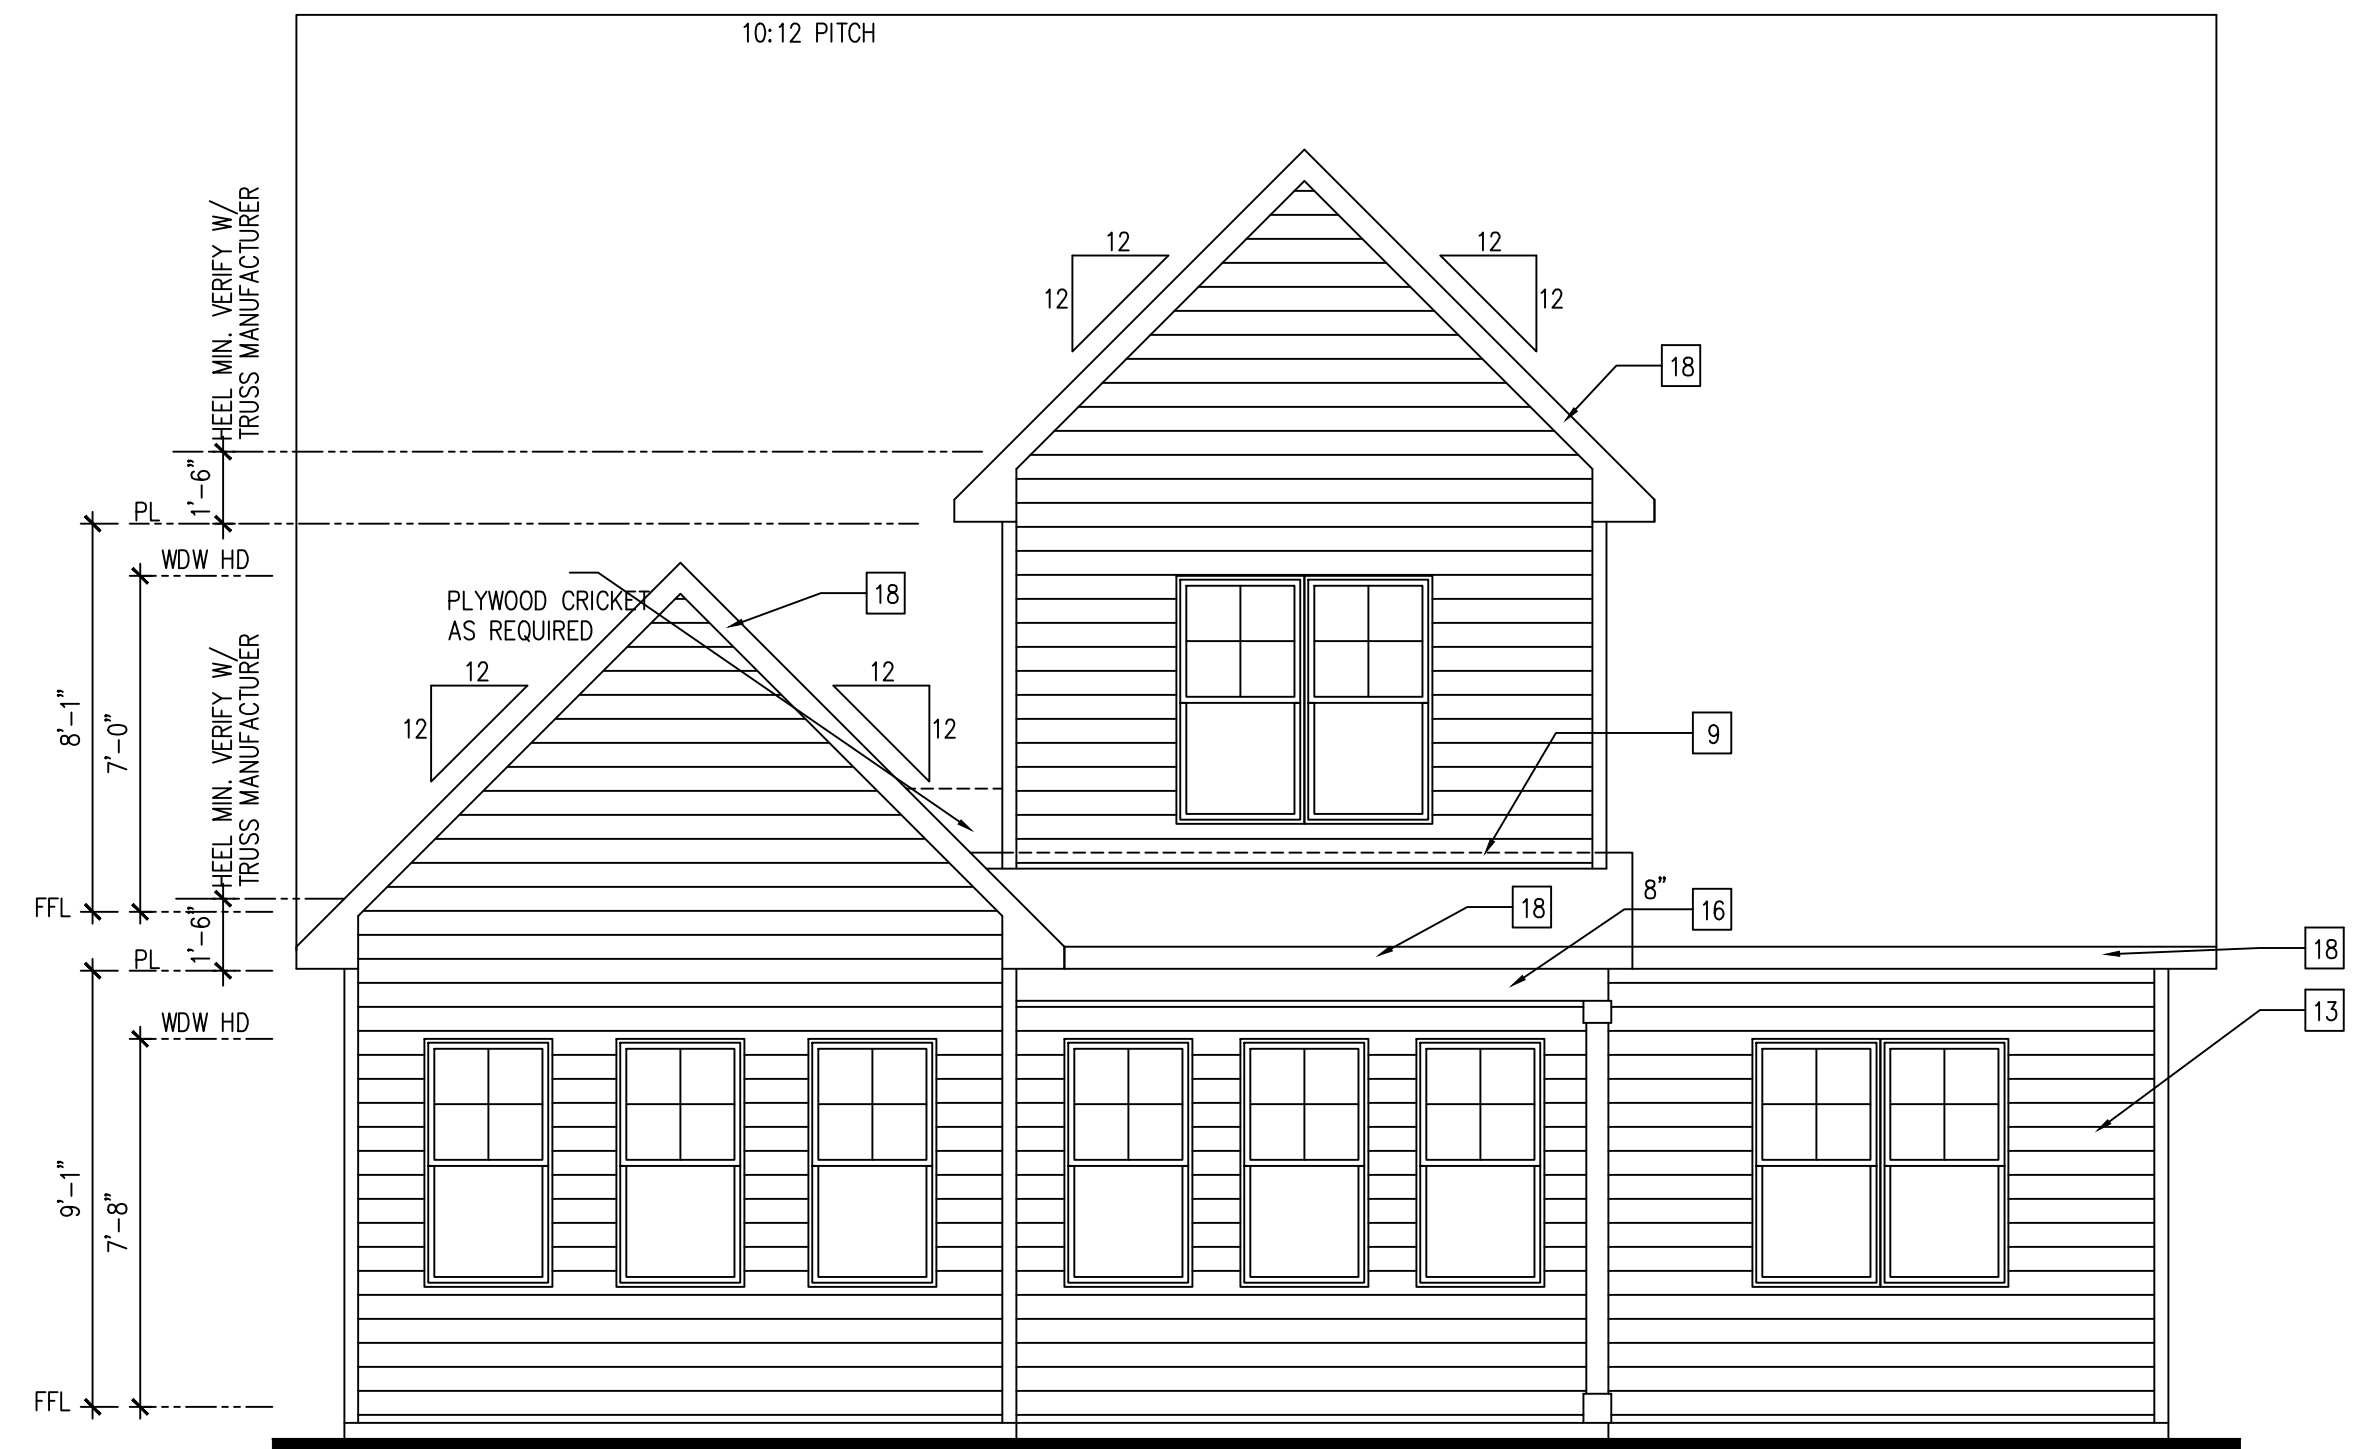 10:12 PITCH
HEEL MIN. VERIFY W/
TRUSS MANUFACTURER
12
12
12
12
18
1'-6"
PL
WDW HD
PLYWOOD CRICKET
AS REQUIRED
18
12
12
12
12
8'-1"
7'-0"
HEEL MIN. VERIFY W/
TRUSS MANUFACTURER
9
FFL
1'-6"
18
8"
16
PL
18
WDW HD
13
9'-1"
7'-8"
FFL